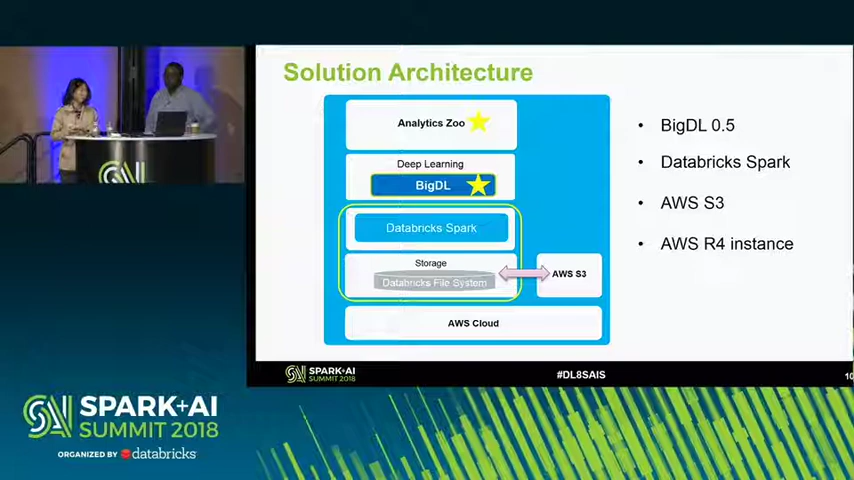 Solution Architecture
Analytics Zoo
Deep Learning
BigDL
Databricks Spark
Storage
Databricks File System
AWS S3
AWS Cloud
• BigDL 0.5
• Databricks Spark
• AWS S3
• AWS R4 instance
SPARK+AI
SUMMIT 2018
#DL8SAIS
10
SPARK+AI
SUMMIT 2018
ORGANIZED BY databricks